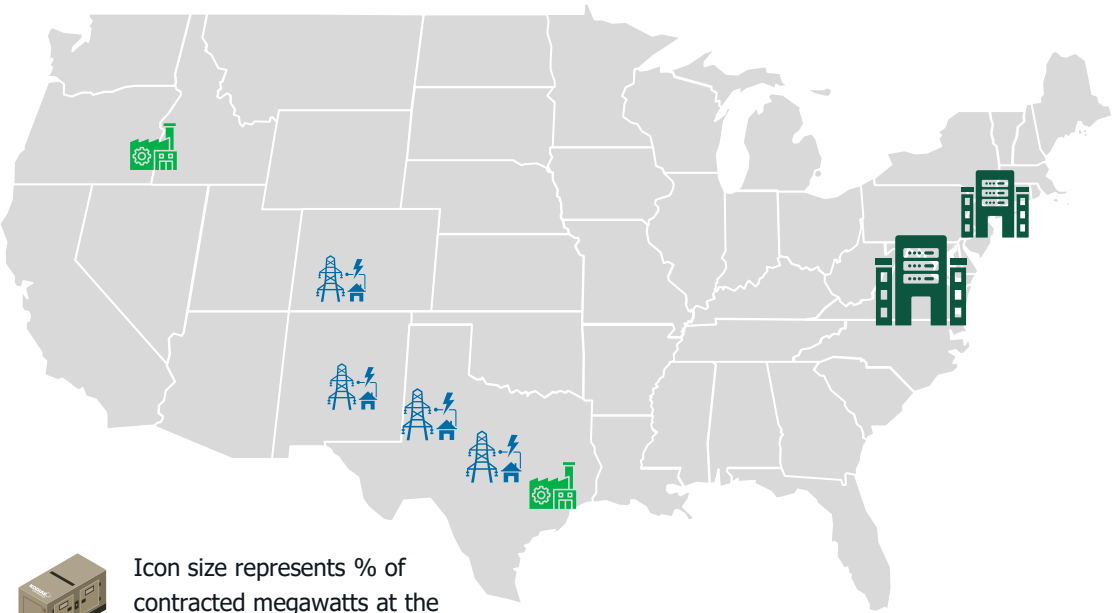 Icon size represents % of
contracted megawatts at the